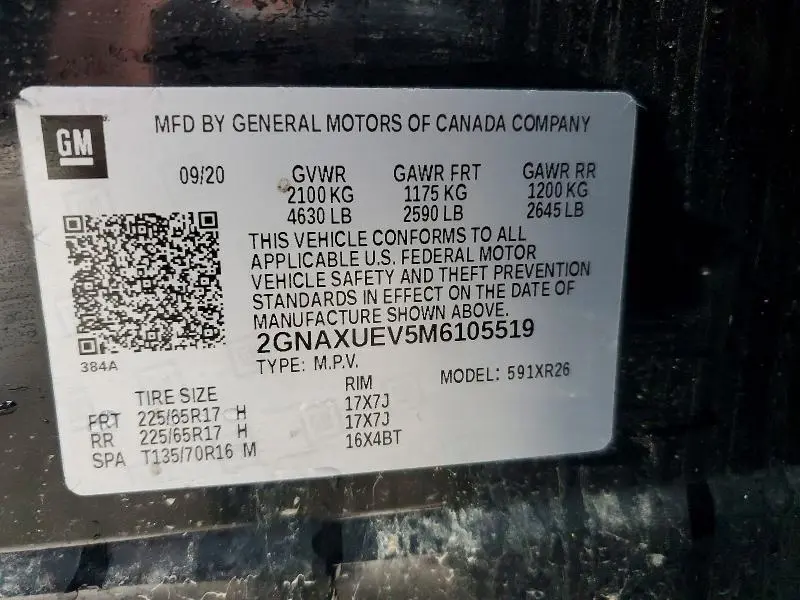 GM
MFD BY GENERAL MOTORS OF CANADA COMPANY
09/20 GVWR GAWR FRT GAWR RR
2100 KG 1175 KG 1200 KG
4630 LB 2590 LB 2645 LB
THIS VEHICLE CONFORMS TO ALL
APPLICABLE U.S. FEDERAL MOTOR
VEHICLE SAFETY AND THEFT PREVENTION
STANDARDS IN EFFECT ON THE DATE OF
MANUFACTURE SHOWN ABOVE.
2GNAXUEV5M6105519
384A
TYPE: M.P.V. MODEL: 591XR26
TIRE SIZE RIM
FRT 225/65R17 H 17X7J
RR 225/65R17 H 17X7J
SPA T135/70R16 M 16X4BT